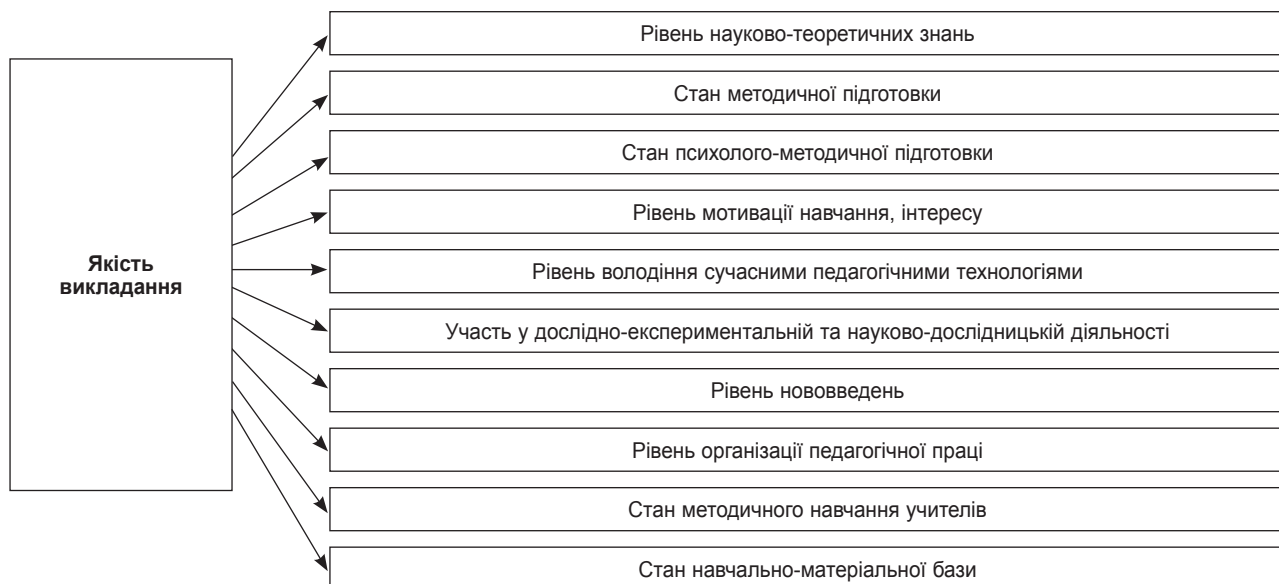 Рівень науково-теоретичних знань
Стан методичної підготовки
Стан психолого-методичної підготовки
Рівень мотивації навчання, інтересу
Якість
викладання
Рівень володіння сучасними педагогічними технологіями
Участь у дослідно-експериментальній та науково-дослідницькій діяльності
Рівень нововведень
Рівень організації педагогічної праці
Стан методичного навчання учителів
Стан навчально-матеріальної бази